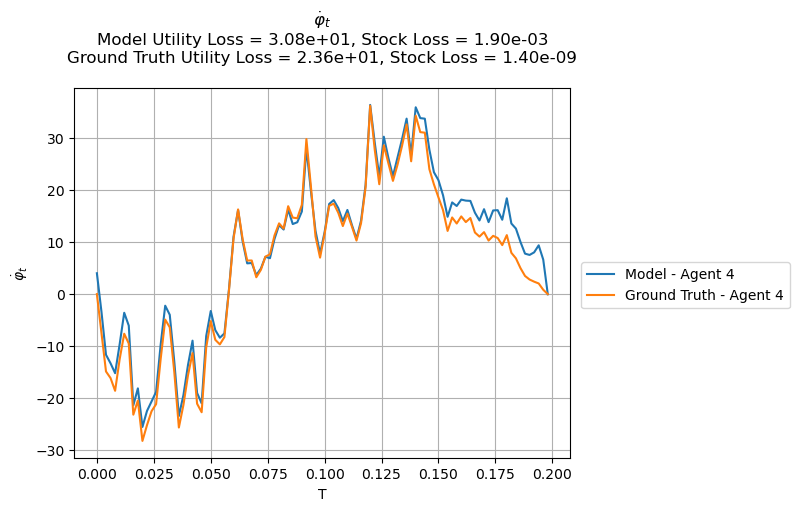 φ̇ₜ
Model Utility Loss = 3.08e+01, Stock Loss = 1.90e-03
Ground Truth Utility Loss = 2.36e+01, Stock Loss = 1.40e-09
30
20
10
0
−10
−20
−30
φ̇ₜ
0.000 0.025 0.050 0.075 0.100 0.125 0.150 0.175 0.200
T
Model - Agent 4
Ground Truth - Agent 4